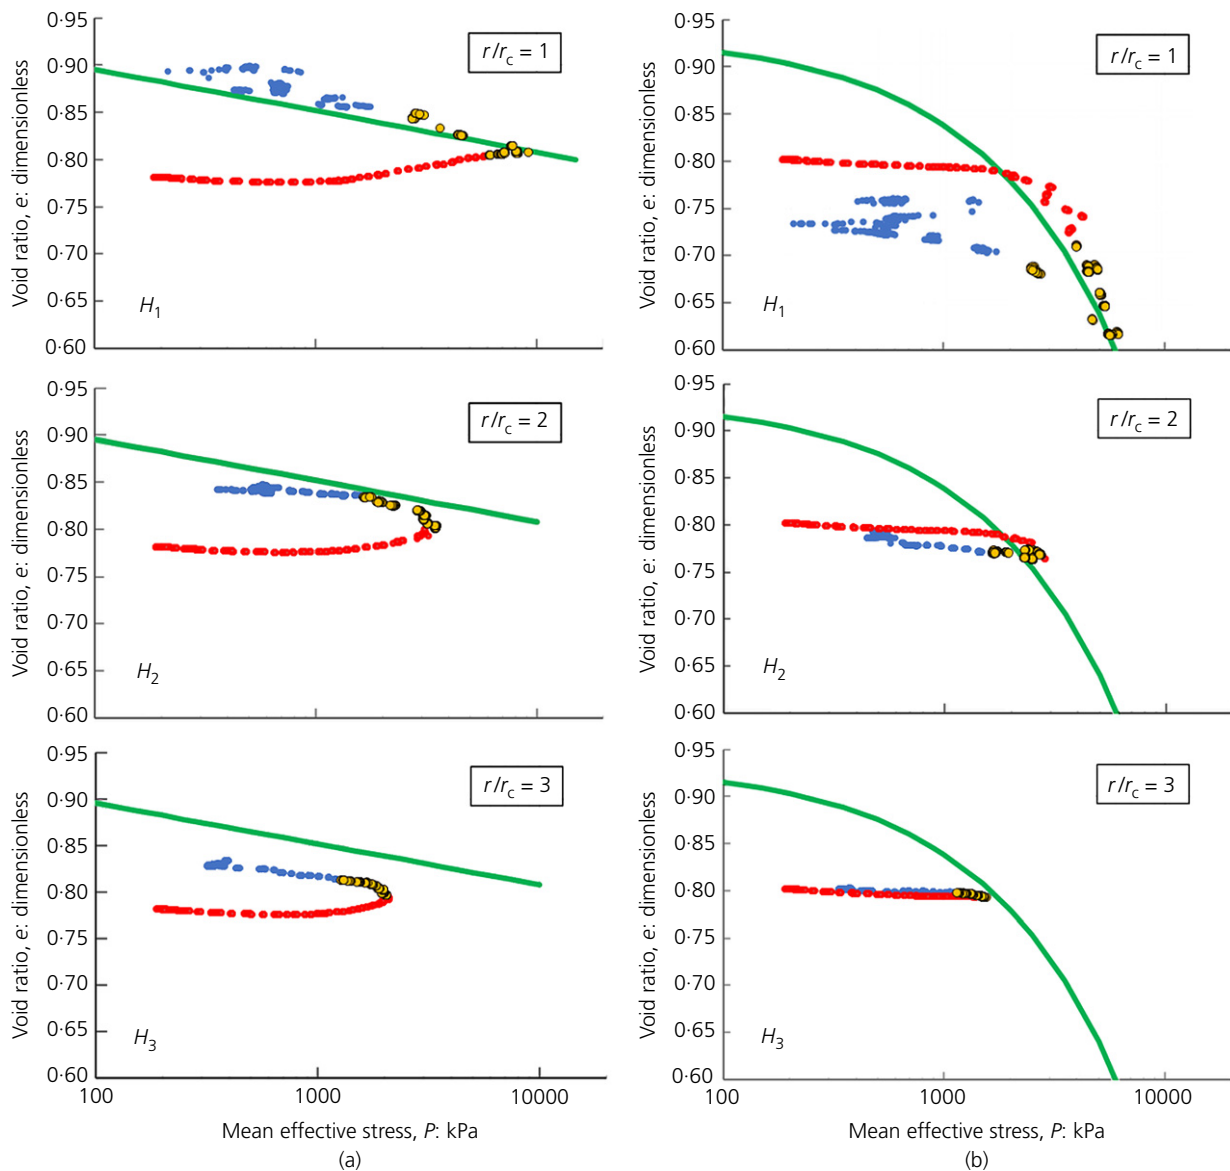 0·95
0·90
0·85
0·80
0·75
0·70
0·65
0·60
Void ratio, e: dimensionless
r/rc = 1
H1
0·95
0·90
0·85
0·80
0·75
0·70
0·65
0·60
Void ratio, e: dimensionless
r/rc = 1
H1
0·95
0·90
0·85
0·80
0·75
0·70
0·65
0·60
Void ratio, e: dimensionless
r/rc = 2
H2
0·95
0·90
0·85
0·80
0·75
0·70
0·65
0·60
Void ratio, e: dimensionless
r/rc = 2
H2
0·95
0·90
0·85
0·80
0·75
0·70
0·65
0·60
Void ratio, e: dimensionless
r/rc = 3
H3
100 1000 10000
Mean effective stress, P: kPa
(a)
0·95
0·90
0·85
0·80
0·75
0·70
0·65
0·60
Void ratio, e: dimensionless
r/rc = 3
H3
100 1000 10000
Mean effective stress, P: kPa
(b)